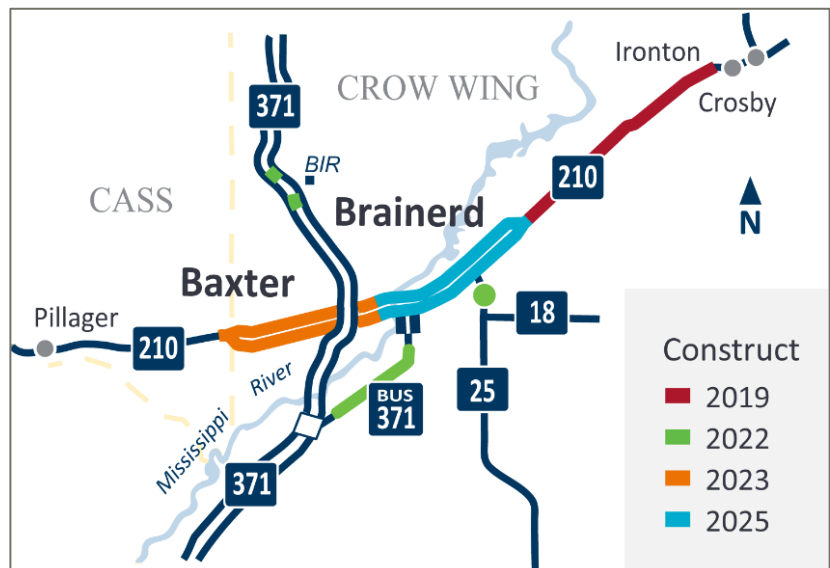 Ironton
CROW WING
371
Crosby
BIR
210
CASS
Brainerd
N
Baxter
Pillager
18
210
River
BUS
371
25
Mississippi
371
Construct
2019
2022
2023
2025